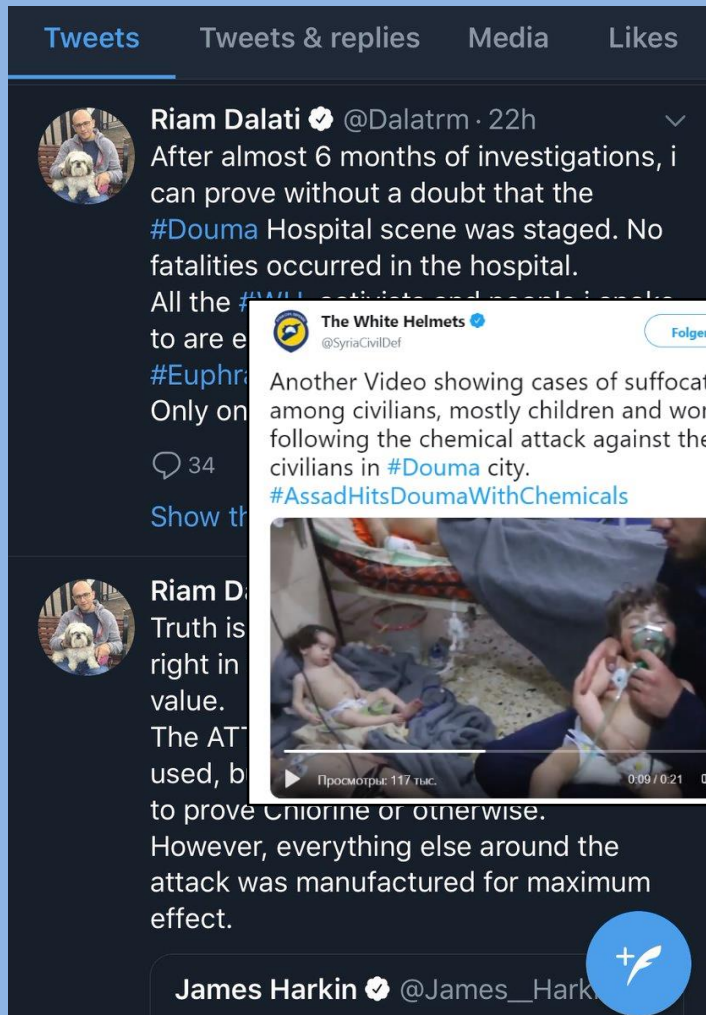 Tweets Tweets & replies Media Likes
Riam Dalati @Dalatrm · 22h
After almost 6 months of investigations, i
can prove without a doubt that the
#Douma Hospital scene was staged. No
fatalities occurred in the hospital.
All the
to are e
#Euphra
Only on
34
Show th
The White Helmets
@SyriaCivilDef
Folger
Another Video showing cases of suffocat
among civilians, mostly children and wor
following the chemical attack against the
civilians in #Douma city.
#AssadHitsDoumaWithChemicals
Просмотры: 117 тыс.
0:09 / 0:21
Riam Da
Truth is
right in
value.
The ATT
used, b
to prove Chlorine or otherwise.
However, everything else around the
attack was manufactured for maximum
effect.
James Harkin @James_Hark